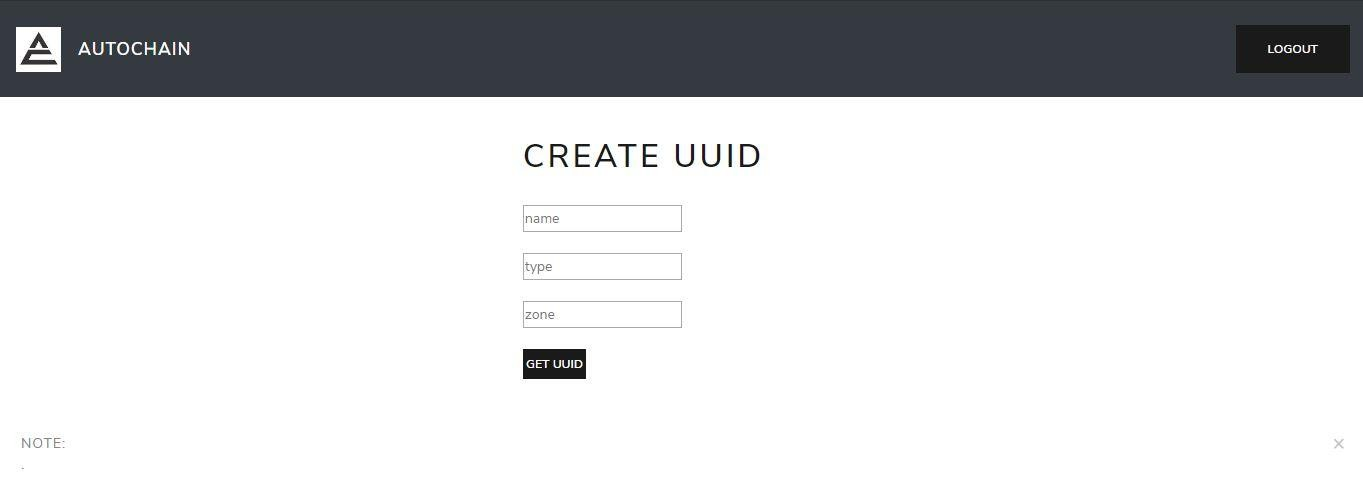 AUTOCHAIN
LOGOUT
CREATE UUID
name
type
zone
GET UUID
NOTE:
×
.